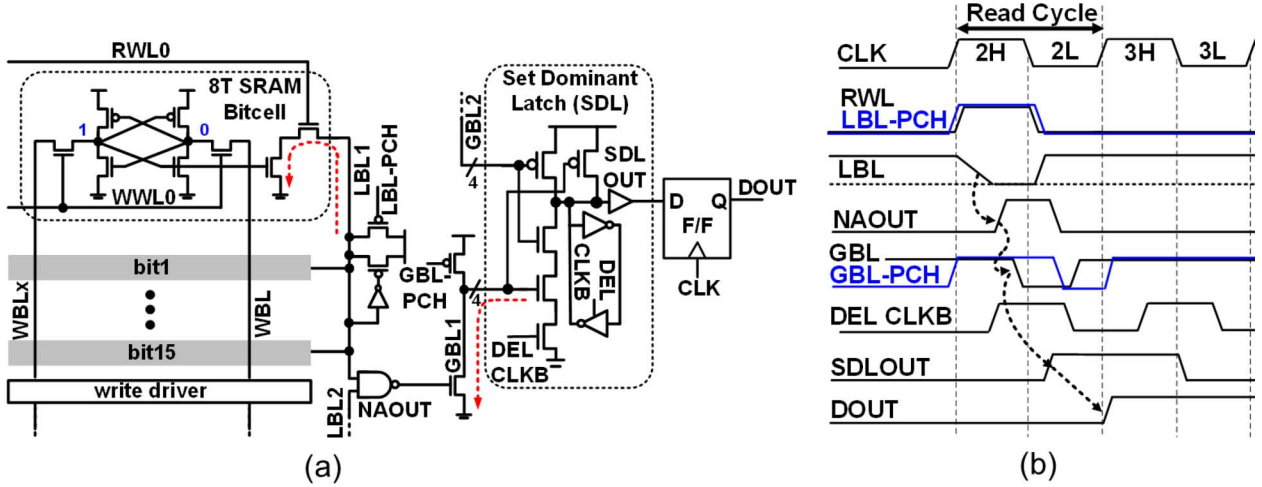 RWL0
8T SRAM
Bitcell
1
0
WWL0
bit1
bit15
write driver
WBLx
WBL
LBL1
LBL-PCH
LBL2
NAOUT
GBL
PCH
GBL1
4
GBL2
4
Set Dominant
Latch (SDL)
SDL
OUT
CLKB
DEL
DEL
CLKB
D
Q
F/F
CLK
DOUT
(a)
Read Cycle
CLK
2H
2L
3H
3L
RWL
LBL-PCH
LBL
NAOUT
GBL
GBL-PCH
DEL CLKB
SDLOUT
DOUT
(b)